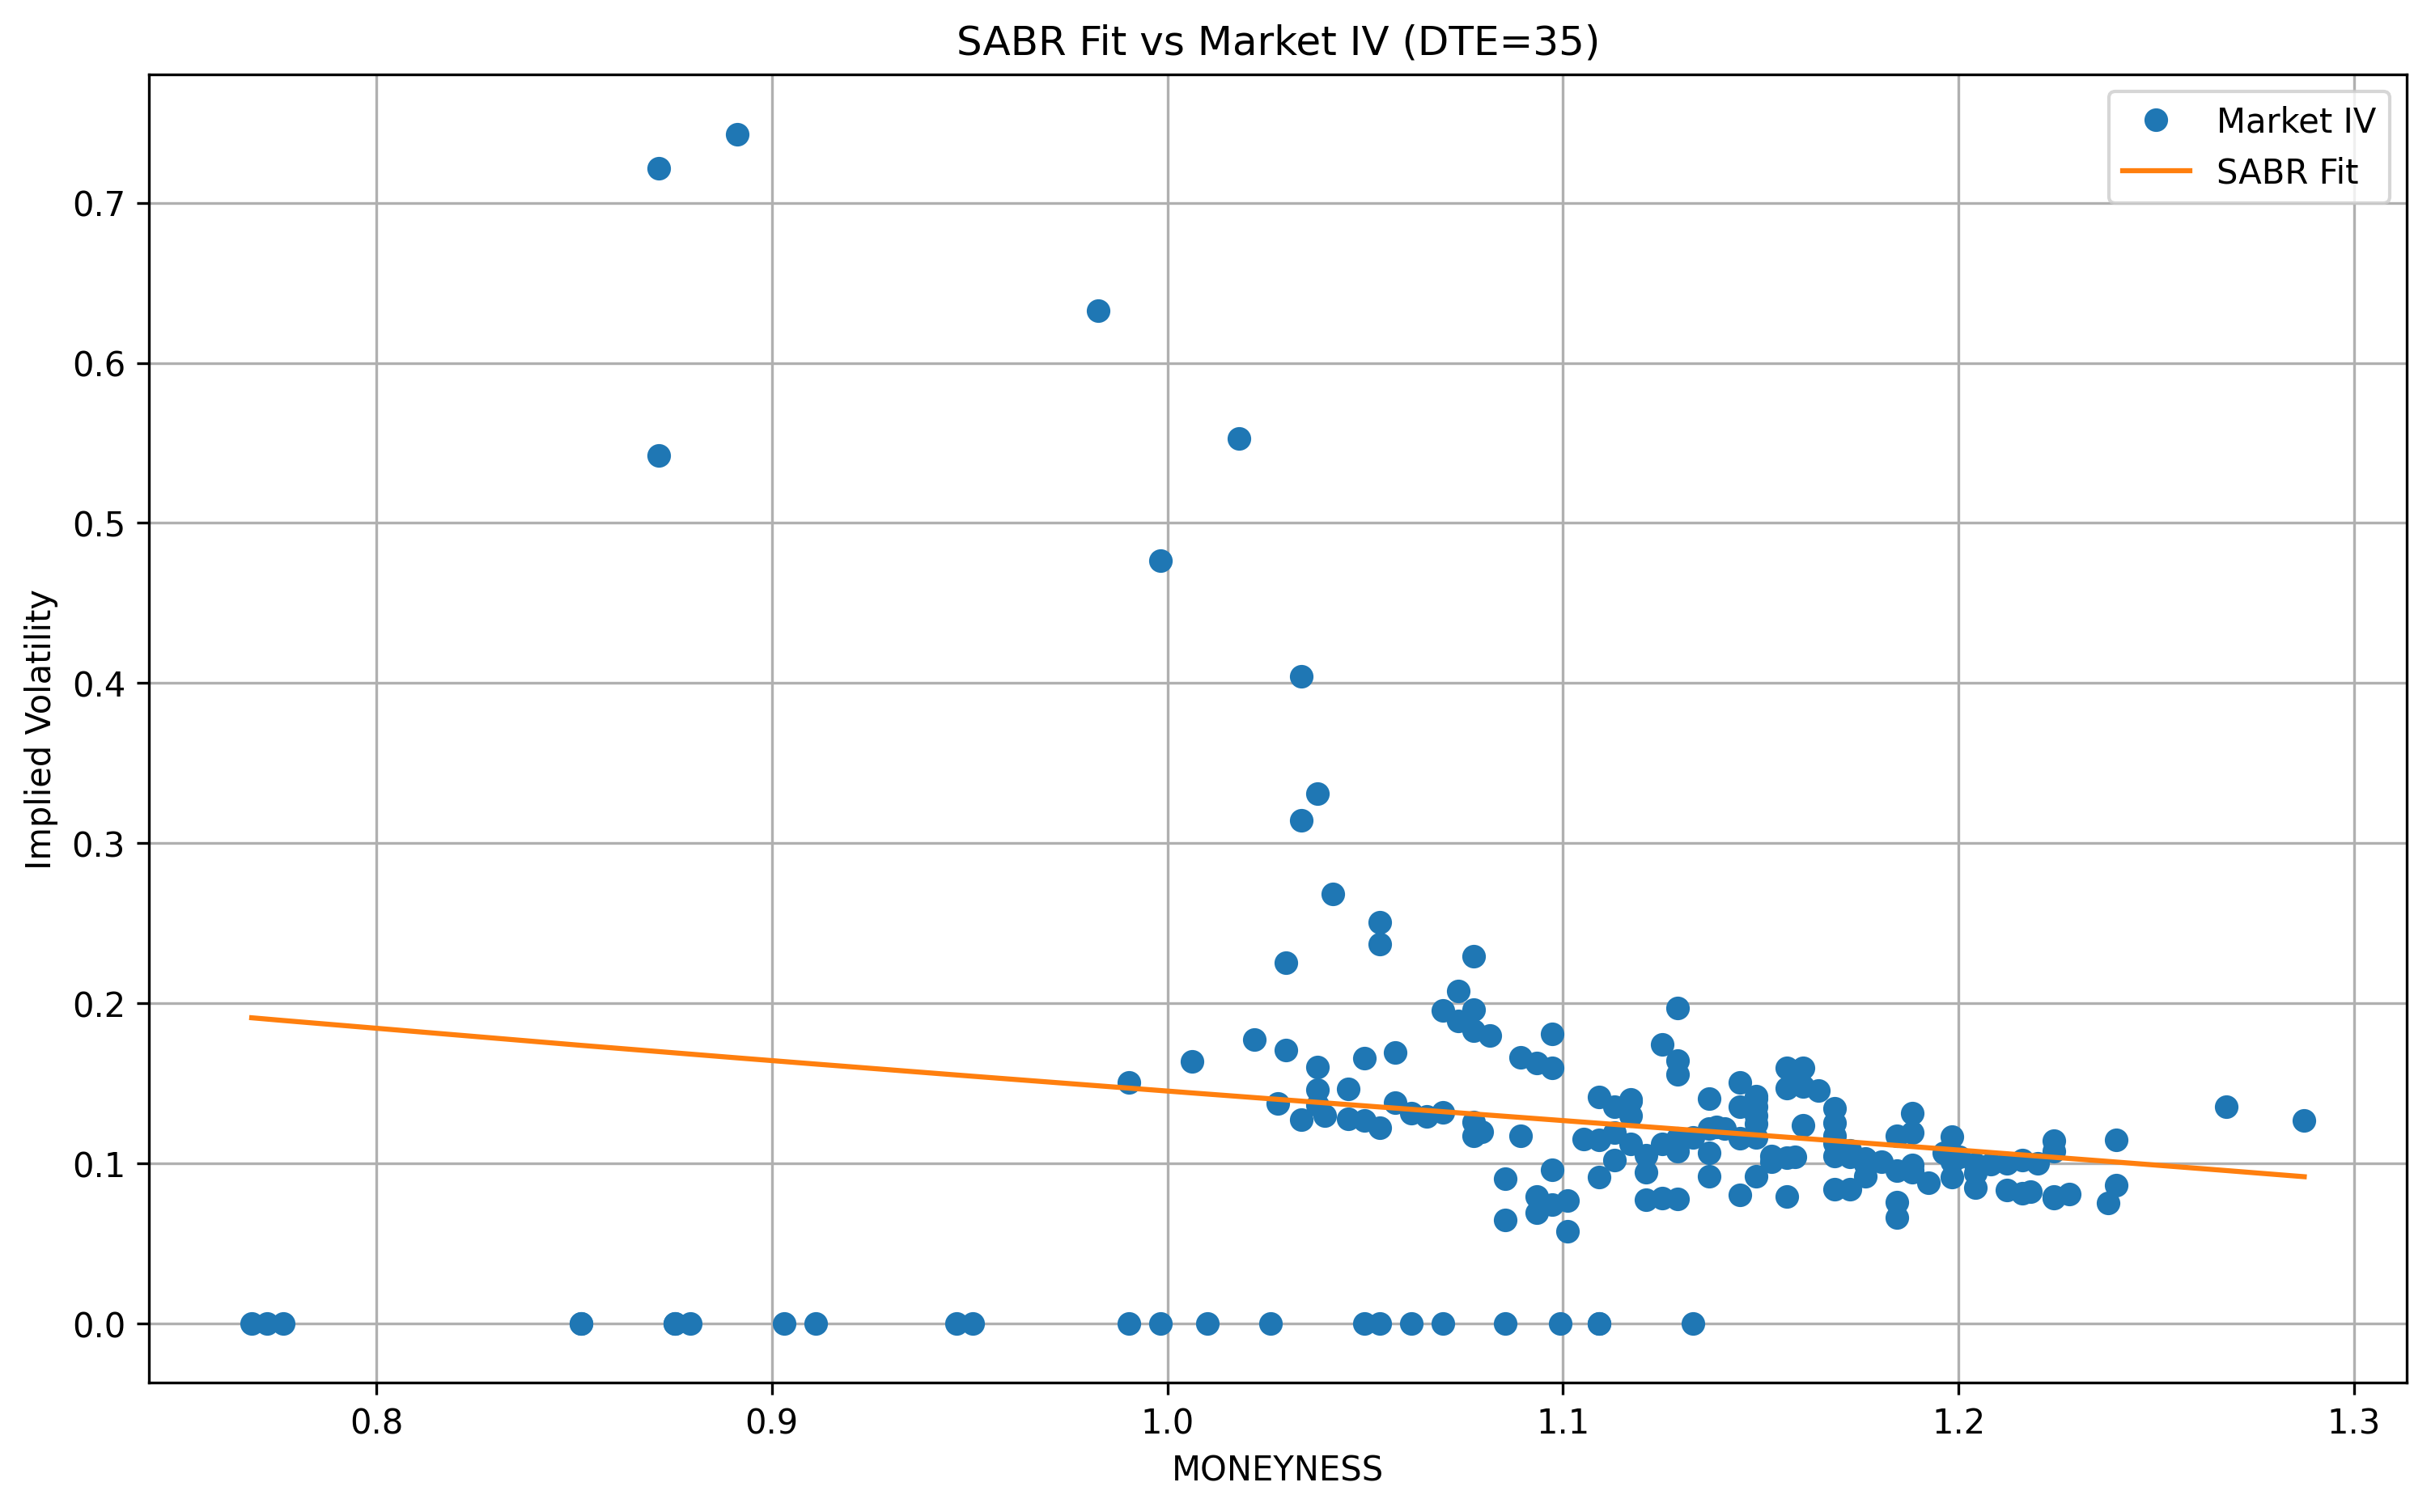 SABR Fit vs Market IV (DTE=35)
Market IV
SABR Fit
Implied Volatility
0.7
0.6
0.5
0.4
0.3
0.2
0.1
0.0
0.8
0.9
1.0
1.1
1.2
1.3
MONEYNESS